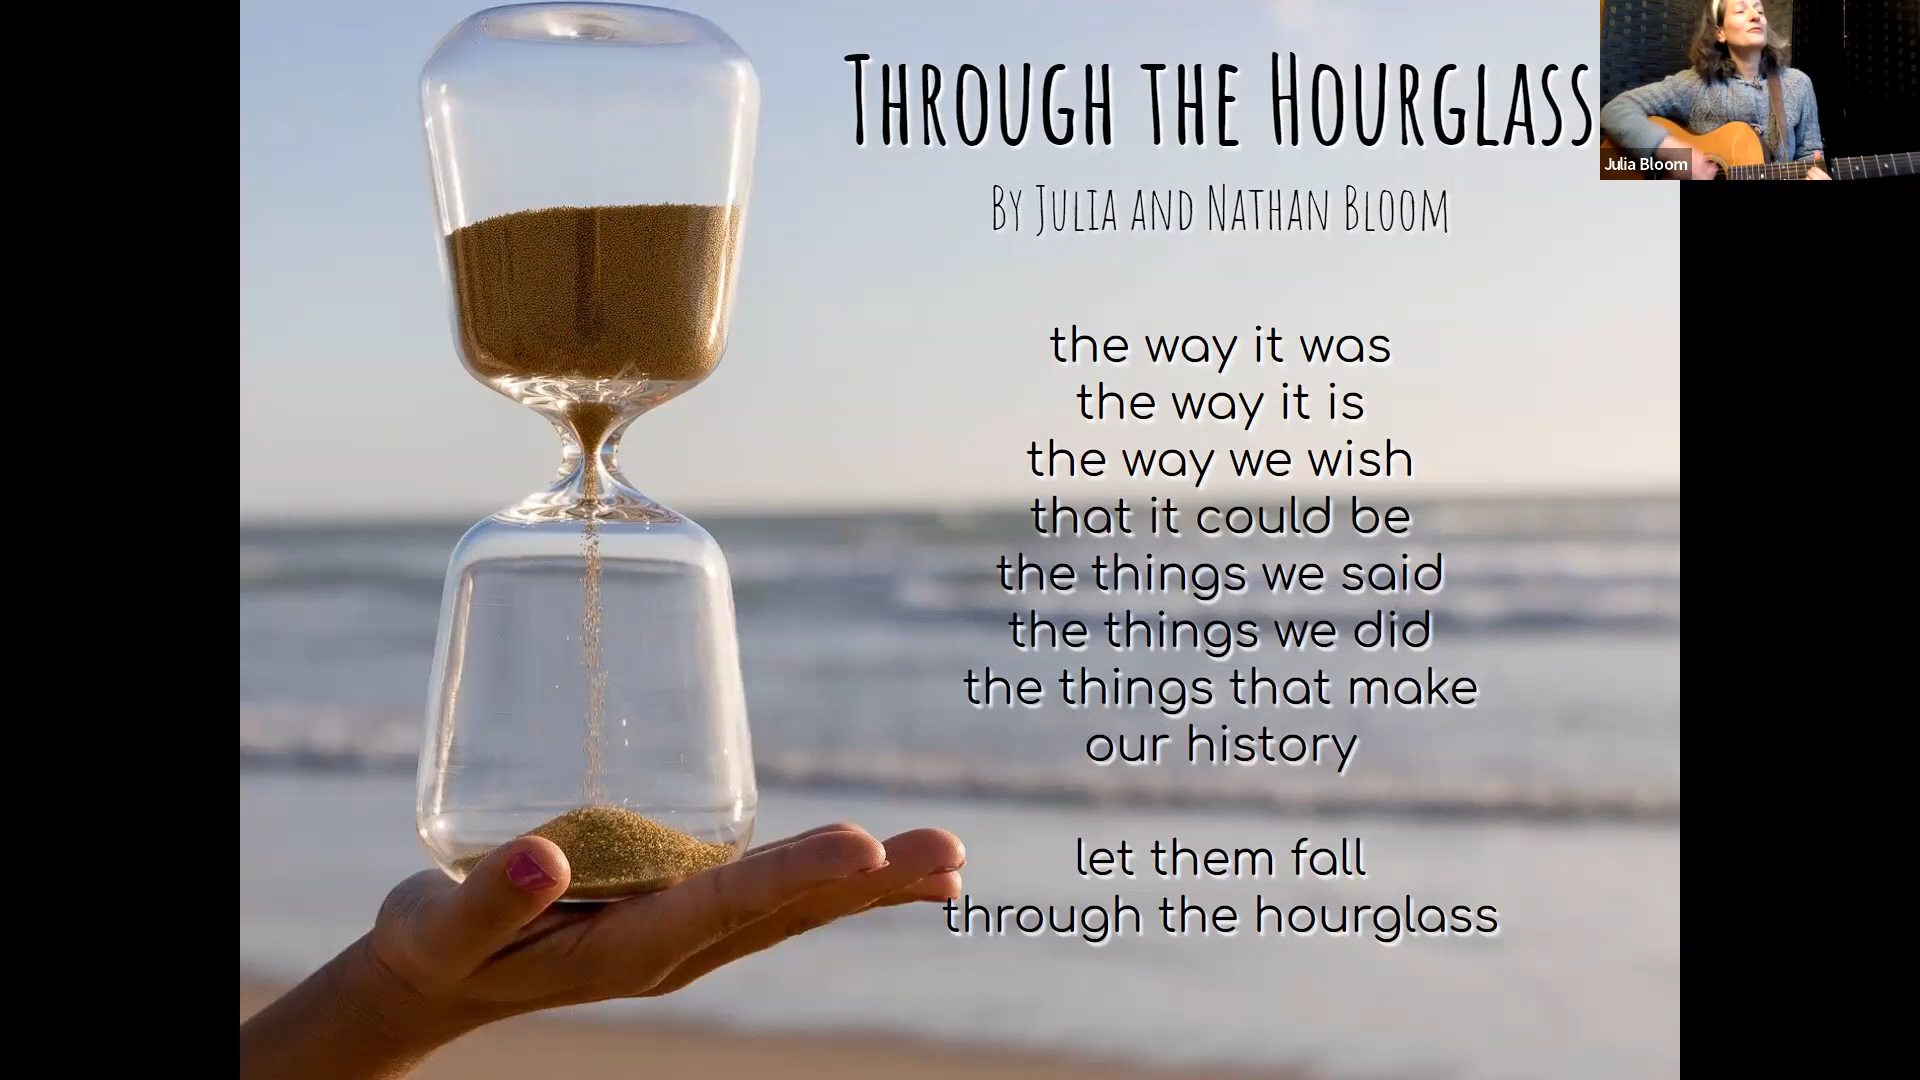 Through the Hourglass
By Julia and Nathan Bloom
the way it was
the way it is
the way we wish
that it could be
the things we said
the things we did
the things that make
our history
let them fall
through the hourglass
Julia Bloom